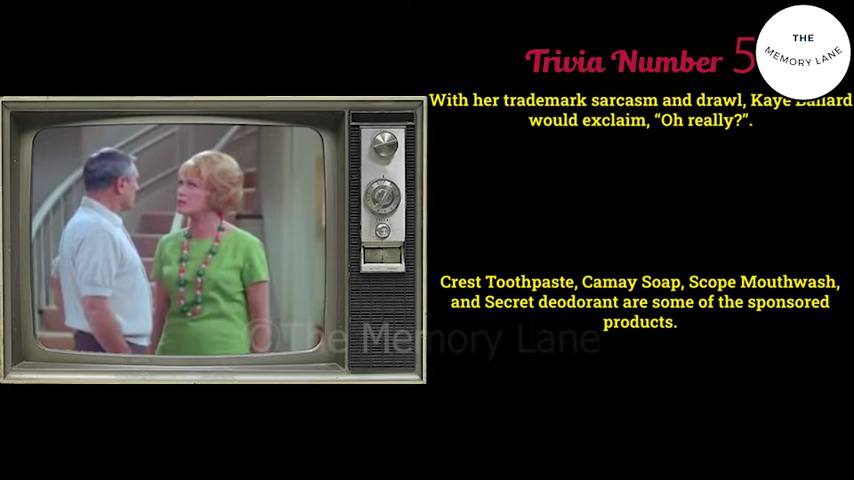 Trivia Number 5
THE
MEMORY LANE
With her trademark sarcasm and drawl, Kaye Ballard
would exclaim, “Oh really?”.
Crest Toothpaste, Camay Soap, Scope Mouthwash,
and Secret deodorant are some of the sponsored
products.
©The Memory Lane